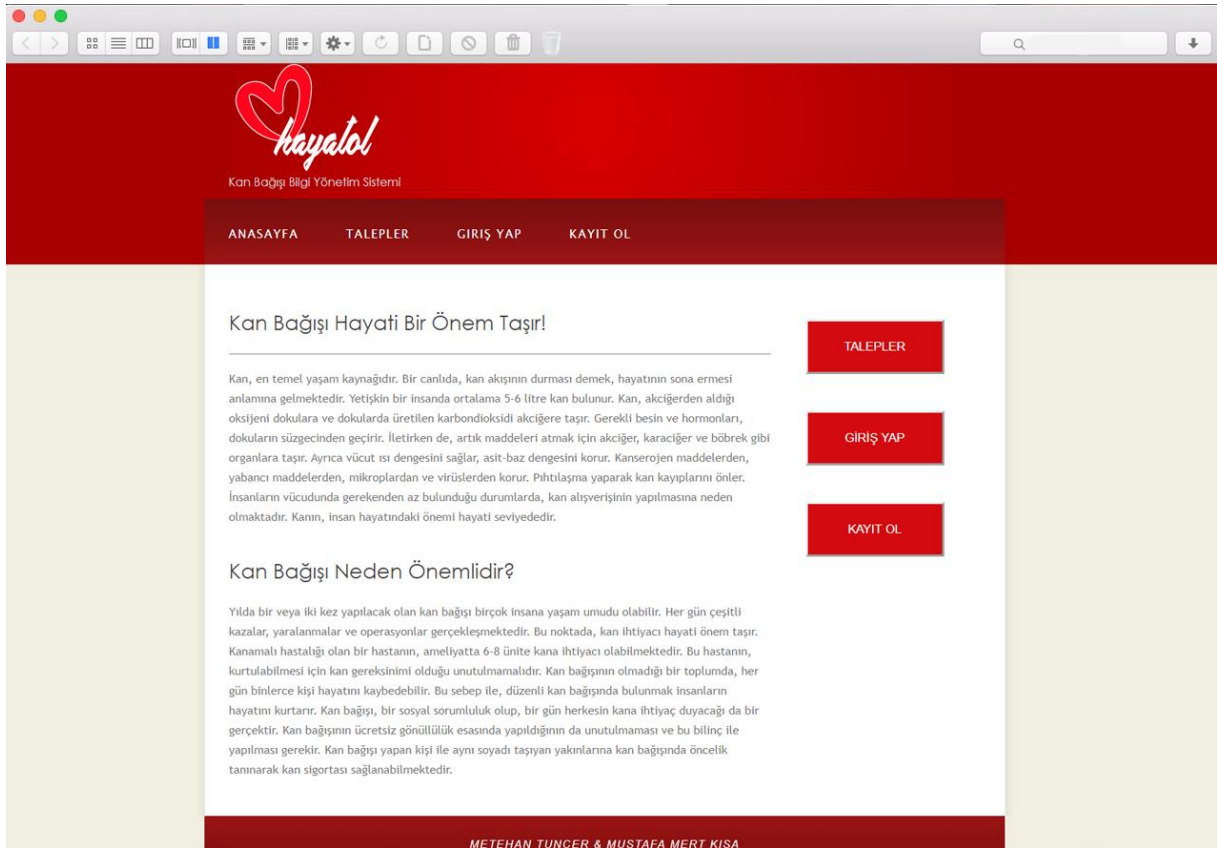 hayatol
Kan Bağışı Bilgi Yönetim Sistemi
ANASAYFA TALEPLER GIRIŞ YAP KAYIT OL
Kan Bağışı Hayati Bir Önem Taşır!
Kan, en temel yaşam kaynağıdır. Bir canlıda, kan akışının durması demek, hayatının sona ermesi
anlamına gelmektedir. Yetişkin bir insanda ortalama 5-6 litre kan bulunur. Kan, akciğerden aldığı
oksijeni dokulara ve dokularda üretilen karbondioksidi akciğere taşır. Gerekli besin ve hormonları,
dokuların süzgecinden geçirir. İletirken de, artık maddeleri atmak için akciğer, karaciğer ve böbrek gibi
organlara taşır. Ayrıca vücut ısı dengesini sağlar, asit-baz dengesini korur. Kanserojen maddelerden,
yabancı maddelerden, mikroplardan ve virüslerden korur. Pıhtılaşma yaparak kan kayıplarını önler.
İnsanların vücudunda gerekenden az bulunduğu durumlarda, kan alışverişinin yapılmasına neden
olmaktadır. Kanın, insan hayatındaki önemi hayati seviyededir.
Kan Bağışı Neden Önemlidir?
Yılda bir veya iki kez yapılacak olan kan bağışı birçok insana yaşam umudu olabilir. Her gün çeşitli
kazalar, yaralanmalar ve operasyonlar gerçekleşmektedir. Bu noktada, kan ihtiyacı hayati önem taşır.
Kanamalı hastalığı olan bir hastanın, ameliyatta 6-8 ünite kana ihtiyacı olabilmektedir. Bu hastanın,
kurtulabilmesi için kan gereksinimi olduğu unutulmamalıdır. Kan bağışının olmadığı bir toplumda, her
gün binlerce kişi hayatını kaybedebilir. Bu sebep ile, düzenli kan bağışında bulunmak insanların
hayatını kurtarır. Kan bağışı, bir sosyal sorumluluk olup, bir gün herkesin kana ihtiyaç duyacağı da bir
gerçektir. Kan bağışının ücretsiz gönüllülük esasında yapıldığının da unutulmaması ve bu bilinç ile
yapılması gerekir. Kan bağışı yapan kişi ile aynı soyadı taşıyan yakınlarına kan bağışında öncelik
tanınarak kan sigortası sağlanabilmektedir.
TALEPLER
GİRİŞ YAP
KAYIT OL
METEHAN TUNCER & MUSTAFA MERT KISA